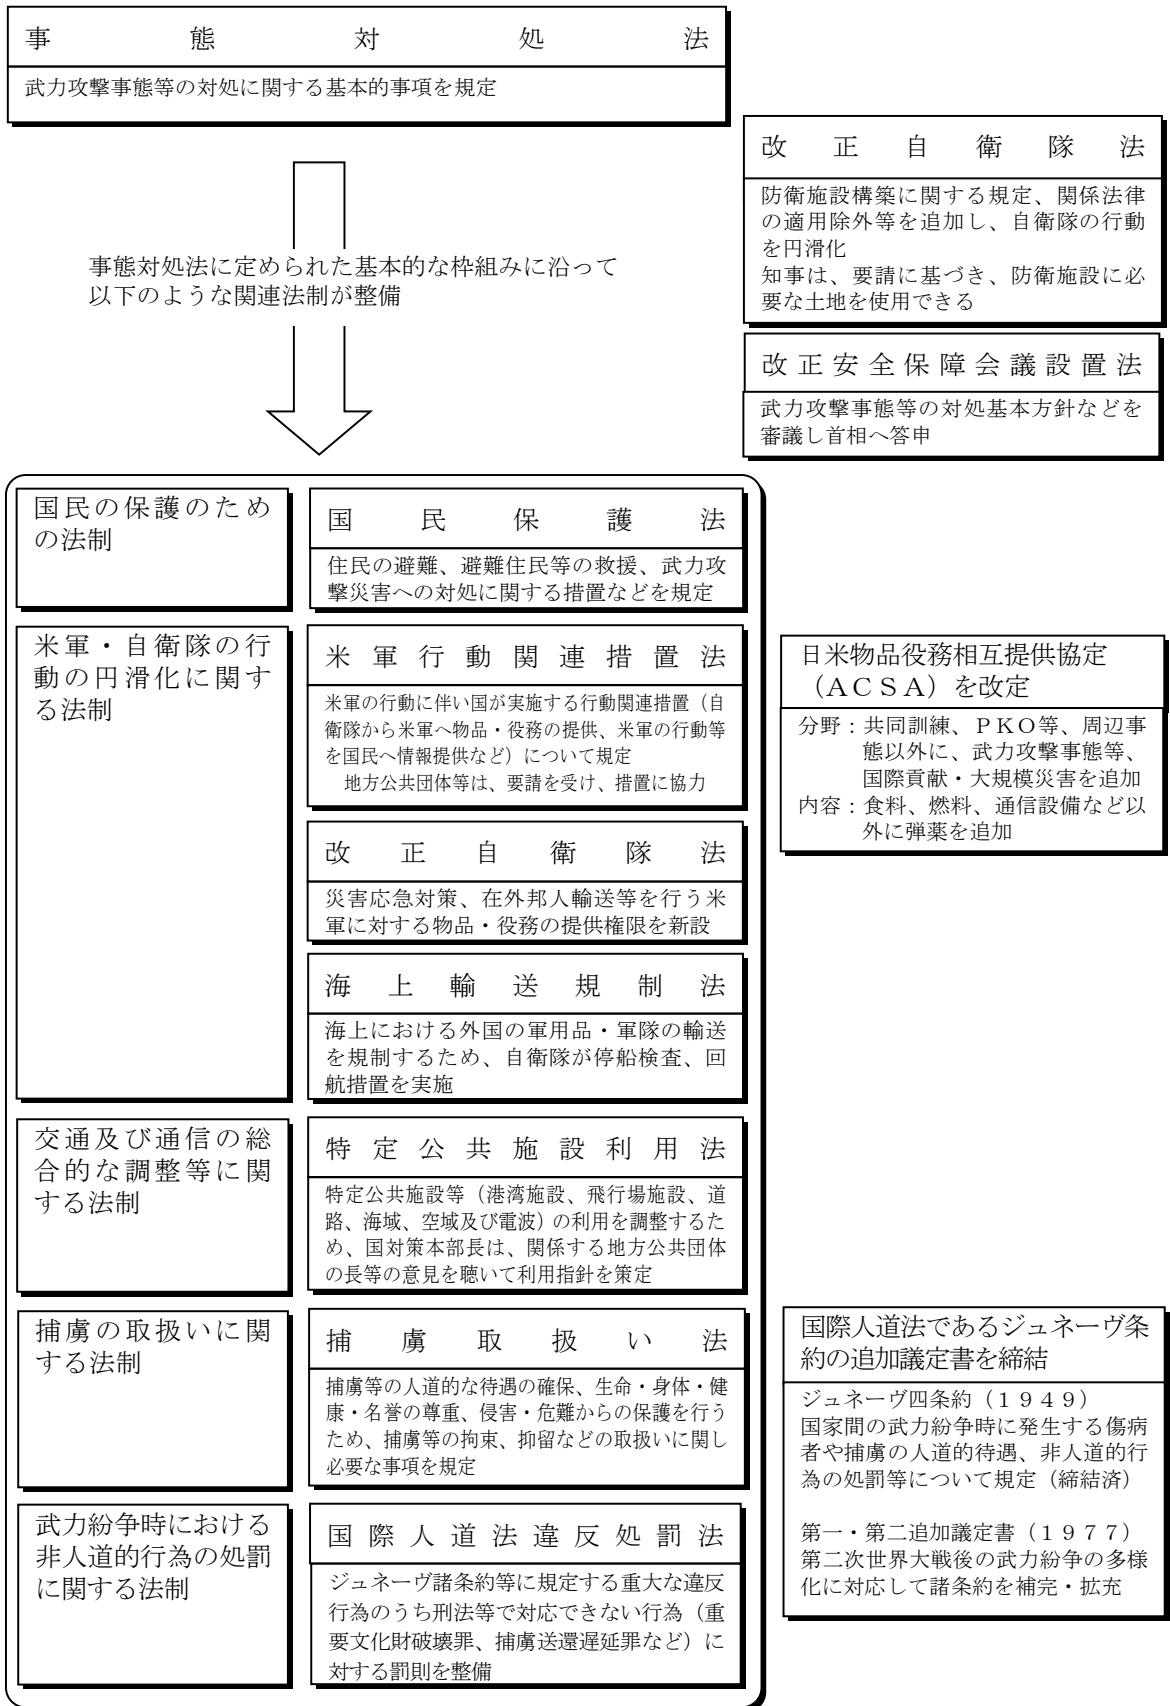 事態対処法
武力攻撃事態等の対処に関する基本的事項を規定
改正自衛隊法
防衛施設構築に関する規定、関係法律
の適用除外等を追加し、自衛隊の行動
を円滑化
知事は、要請に基づき、防衛施設に必
要な土地を使用できる
事態対処法に定められた基本的な枠組みに沿って
以下のような関連法制が整備
改正安全保障会議設置法
武力攻撃事態等の対処基本方針などを
審議し首相へ答申
国民の保護のため
の法制
国民保護法
住民の避難、避難住民等の救援、武力攻
撃災害への対処に関する措置などを規定
米軍・自衛隊の行
動の円滑化に関す
る法制
米軍行動関連措置法
米軍の行動に伴い国が実施する行動関連措置（自
衛隊から米軍へ物品・役務の提供、米軍の行動等
を国民へ情報提供など）について規定
地方公共団体等は、要請を受け、措置に協力
日米物品役務相互提供協定
（ACSA）を改定
分野：共同訓練、PKO等、周辺事
態以外に、武力攻撃事態等、
国際貢献・大規模災害を追加
内容：食料、燃料、通信設備など以
外に弾薬を追加
改正自衛隊法
災害応急対策、在外邦人輸送等を行う米
軍に対する物品・役務の提供権限を新設
海上輸送規制法
海上における外国の軍用品・軍隊の輸送
を規制するため、自衛隊が停船検査、回
航措置を実施
交通及び通信の総
合的な調整等に関
する法制
特定公共施設利用法
特定公共施設等（港湾施設、飛行場施設、道
路、海域、空域及び電波）の利用を調整するた
め、国対策本部長は、関係する地方公共団体
の長等の意見を聴いて利用指針を策定
捕虜の取扱いに関
する法制
捕虜取扱い法
捕虜等の人道的な待遇の確保、生命・身体・健
康・名誉の尊重、侵害・危難からの保護を行う
ため、捕虜等の拘束、抑留などの取扱いに関し
必要な事項を規定
国際人道法であるジュネーヴ条
約の追加議定書を締結
ジュネーヴ四条約（１９４９）
国家間の武力紛争時に発生する傷病
者や捕虜の人道的待遇、非人道的行
為の処罰等について規定（締結済）
第一・第二追加議定書（１９７７）
第二次世界大戦後の武力紛争の多様
化に対応して諸条約を補完・拡充
武力紛争時における
非人道的行為の処罰
に関する法制
国際人道法違反処罰法
ジュネーヴ諸条約等に規定する重大な違反
行為のうち刑法等で対応できない行為（重
要文化財破壊罪、捕虜送還遅延罪など）に
対する罰則を整備